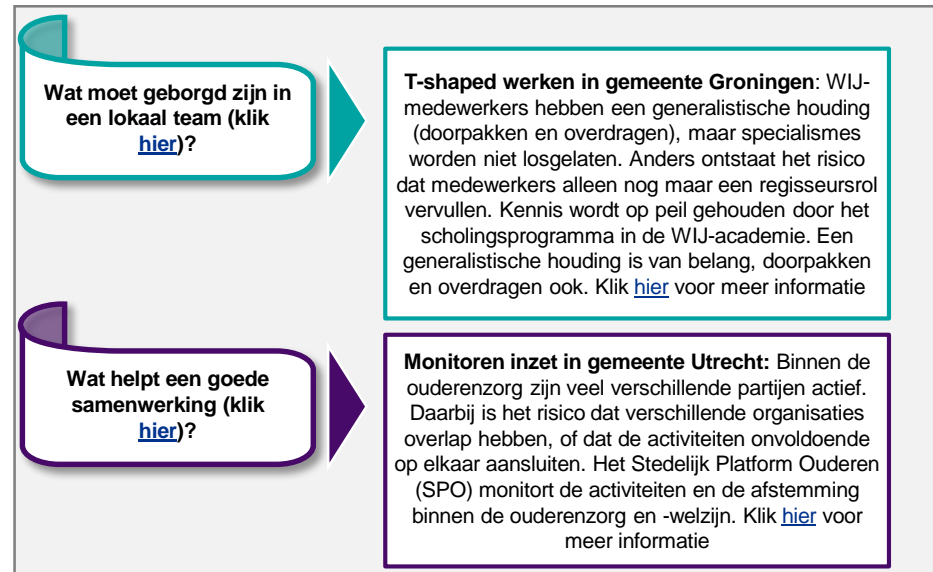 Wat moet geborgd zijn in
een lokaal team (klik
hier)?
T-shaped werken in gemeente Groningen: WIJ-
medewerkers hebben een generalistische houding
(doorpakken en overdragen), maar specialismes
worden niet losgelaten. Anders ontstaat het risico
dat medewerkers alleen nog maar een regisseursrol
vervullen. Kennis wordt op peil gehouden door het
scholingsprogramma in de WIJ-academie. Een
generalistische houding is van belang, doorpakken
en overdragen ook. Klik hier voor meer informatie
Wat helpt een goede
samenwerking (klik
hier)?
Monitoren inzet in gemeente Utrecht: Binnen de
ouderenzorg zijn veel verschillende partijen actief.
Daarbij is het risico dat verschillende organisaties
overlap hebben, of dat de activiteiten onvoldoende
op elkaar aansluiten. Het Stedelijk Platform Ouderen
(SPO) monitort de activiteiten en de afstemming
binnen de ouderenzorg en -welzijn. Klik hier voor
meer informatie